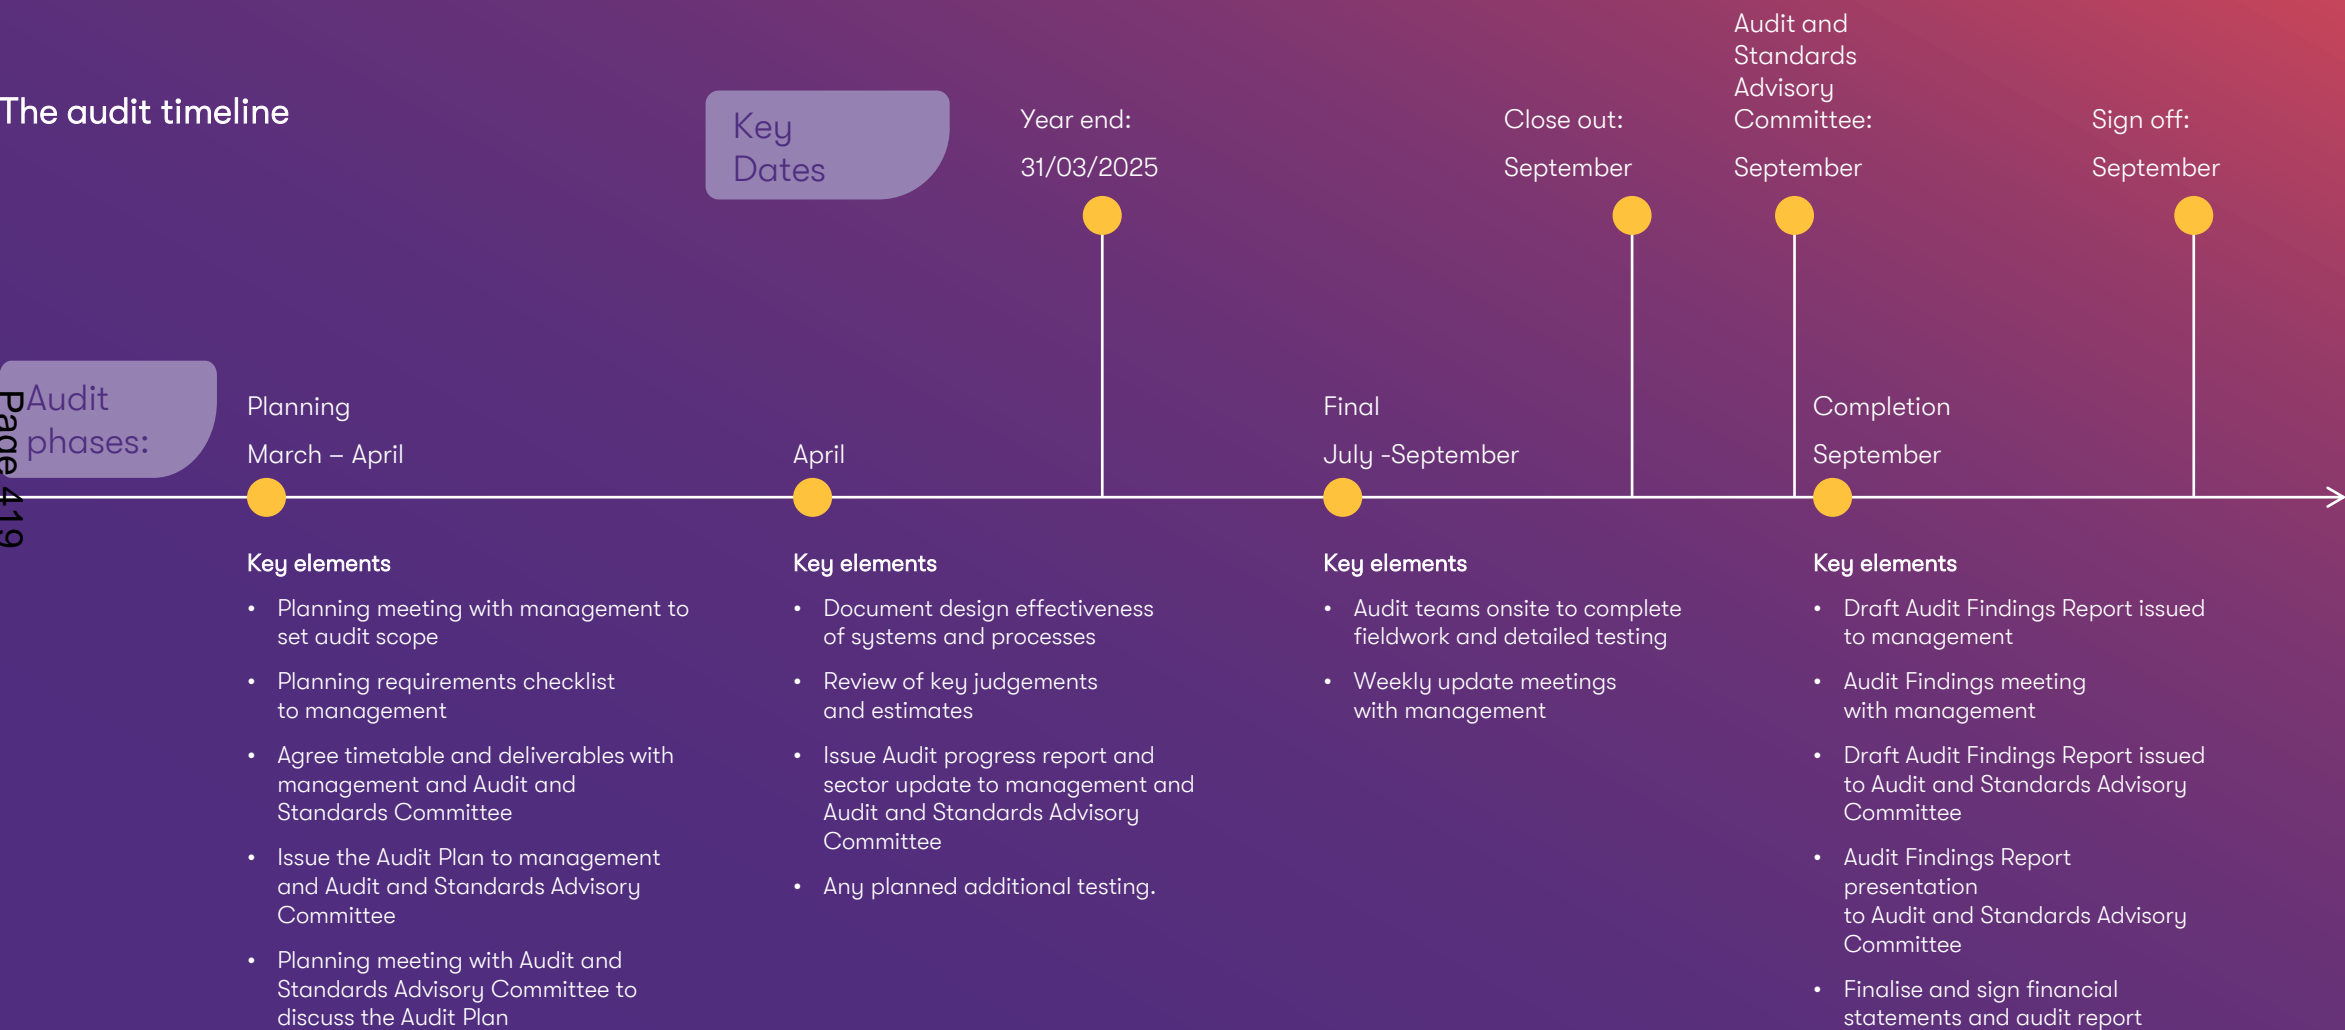 The audit timeline
Key
Dates
Year end:
31/03/2025
Close out:
September
Audit and
Standards
Advisory
Committee:
September
Sign off:
September
Audit
phases:
Page 419
Planning
March – April
April
Final
July -September
Completion
September
Key elements
• Planning meeting with management to
set audit scope
• Planning requirements checklist
to management
• Agree timetable and deliverables with
management and Audit and
Standards Committee
• Issue the Audit Plan to management
and Audit and Standards Advisory
Committee
• Planning meeting with Audit and
Standards Advisory Committee to
discuss the Audit Plan
Key elements
• Document design effectiveness
of systems and processes
• Review of key judgements
and estimates
• Issue Audit progress report and
sector update to management and
Audit and Standards Advisory
Committee
• Any planned additional testing.
Key elements
• Audit teams onsite to complete
fieldwork and detailed testing
• Weekly update meetings
with management
Key elements
• Draft Audit Findings Report issued
to management
• Audit Findings meeting
with management
• Draft Audit Findings Report issued
to Audit and Standards Advisory
Committee
• Audit Findings Report
presentation
to Audit and Standards Advisory
Committee
• Finalise and sign financial
statements and audit report